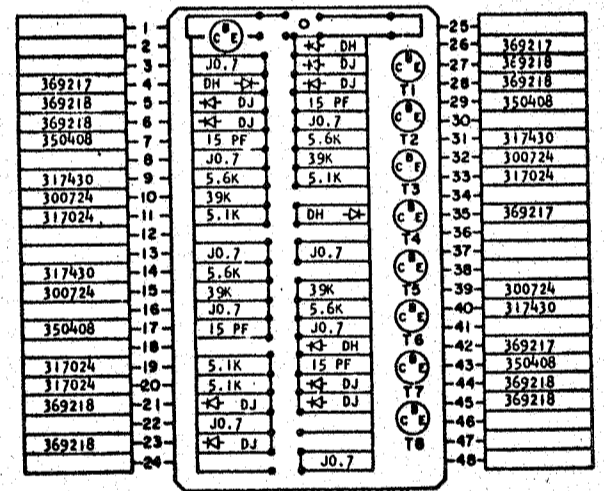 1 25
2 C B E DH 26 369217
3 J0.7 DJ C B E 27 369218
369217 4 DH DJ 28 369218
T1
369218 5 DJ 15 PF 29 350408
369218 6 DJ J0.7 C B E 30
350408 7 15 PF 5.6K T2 31 317430
8 J0.7 39K 32 300724
317430 9 5.6K 5.1K C B E 33 317024
300724 10 39K T3 34
317024 11 5.1K DH C B E 35 369217
12 T4 36
13 J0.7 J0.7 37
317430 14 5.6K C B E 38
300724 15 39K 39K T5 39 300724
16 J0.7 5.6K C B E 40 317430
350408 17 15 PF J0.7 41
18 DH T6 42 369217
317024 19 5.1K 15 PF C B E 43 350408
317024 20 5.1K DJ T7 44 369218
369218 21 DJ DJ 45 369218
22 J0.7 C B E 46
369218 23 DJ T8 47
24 J0.7 48